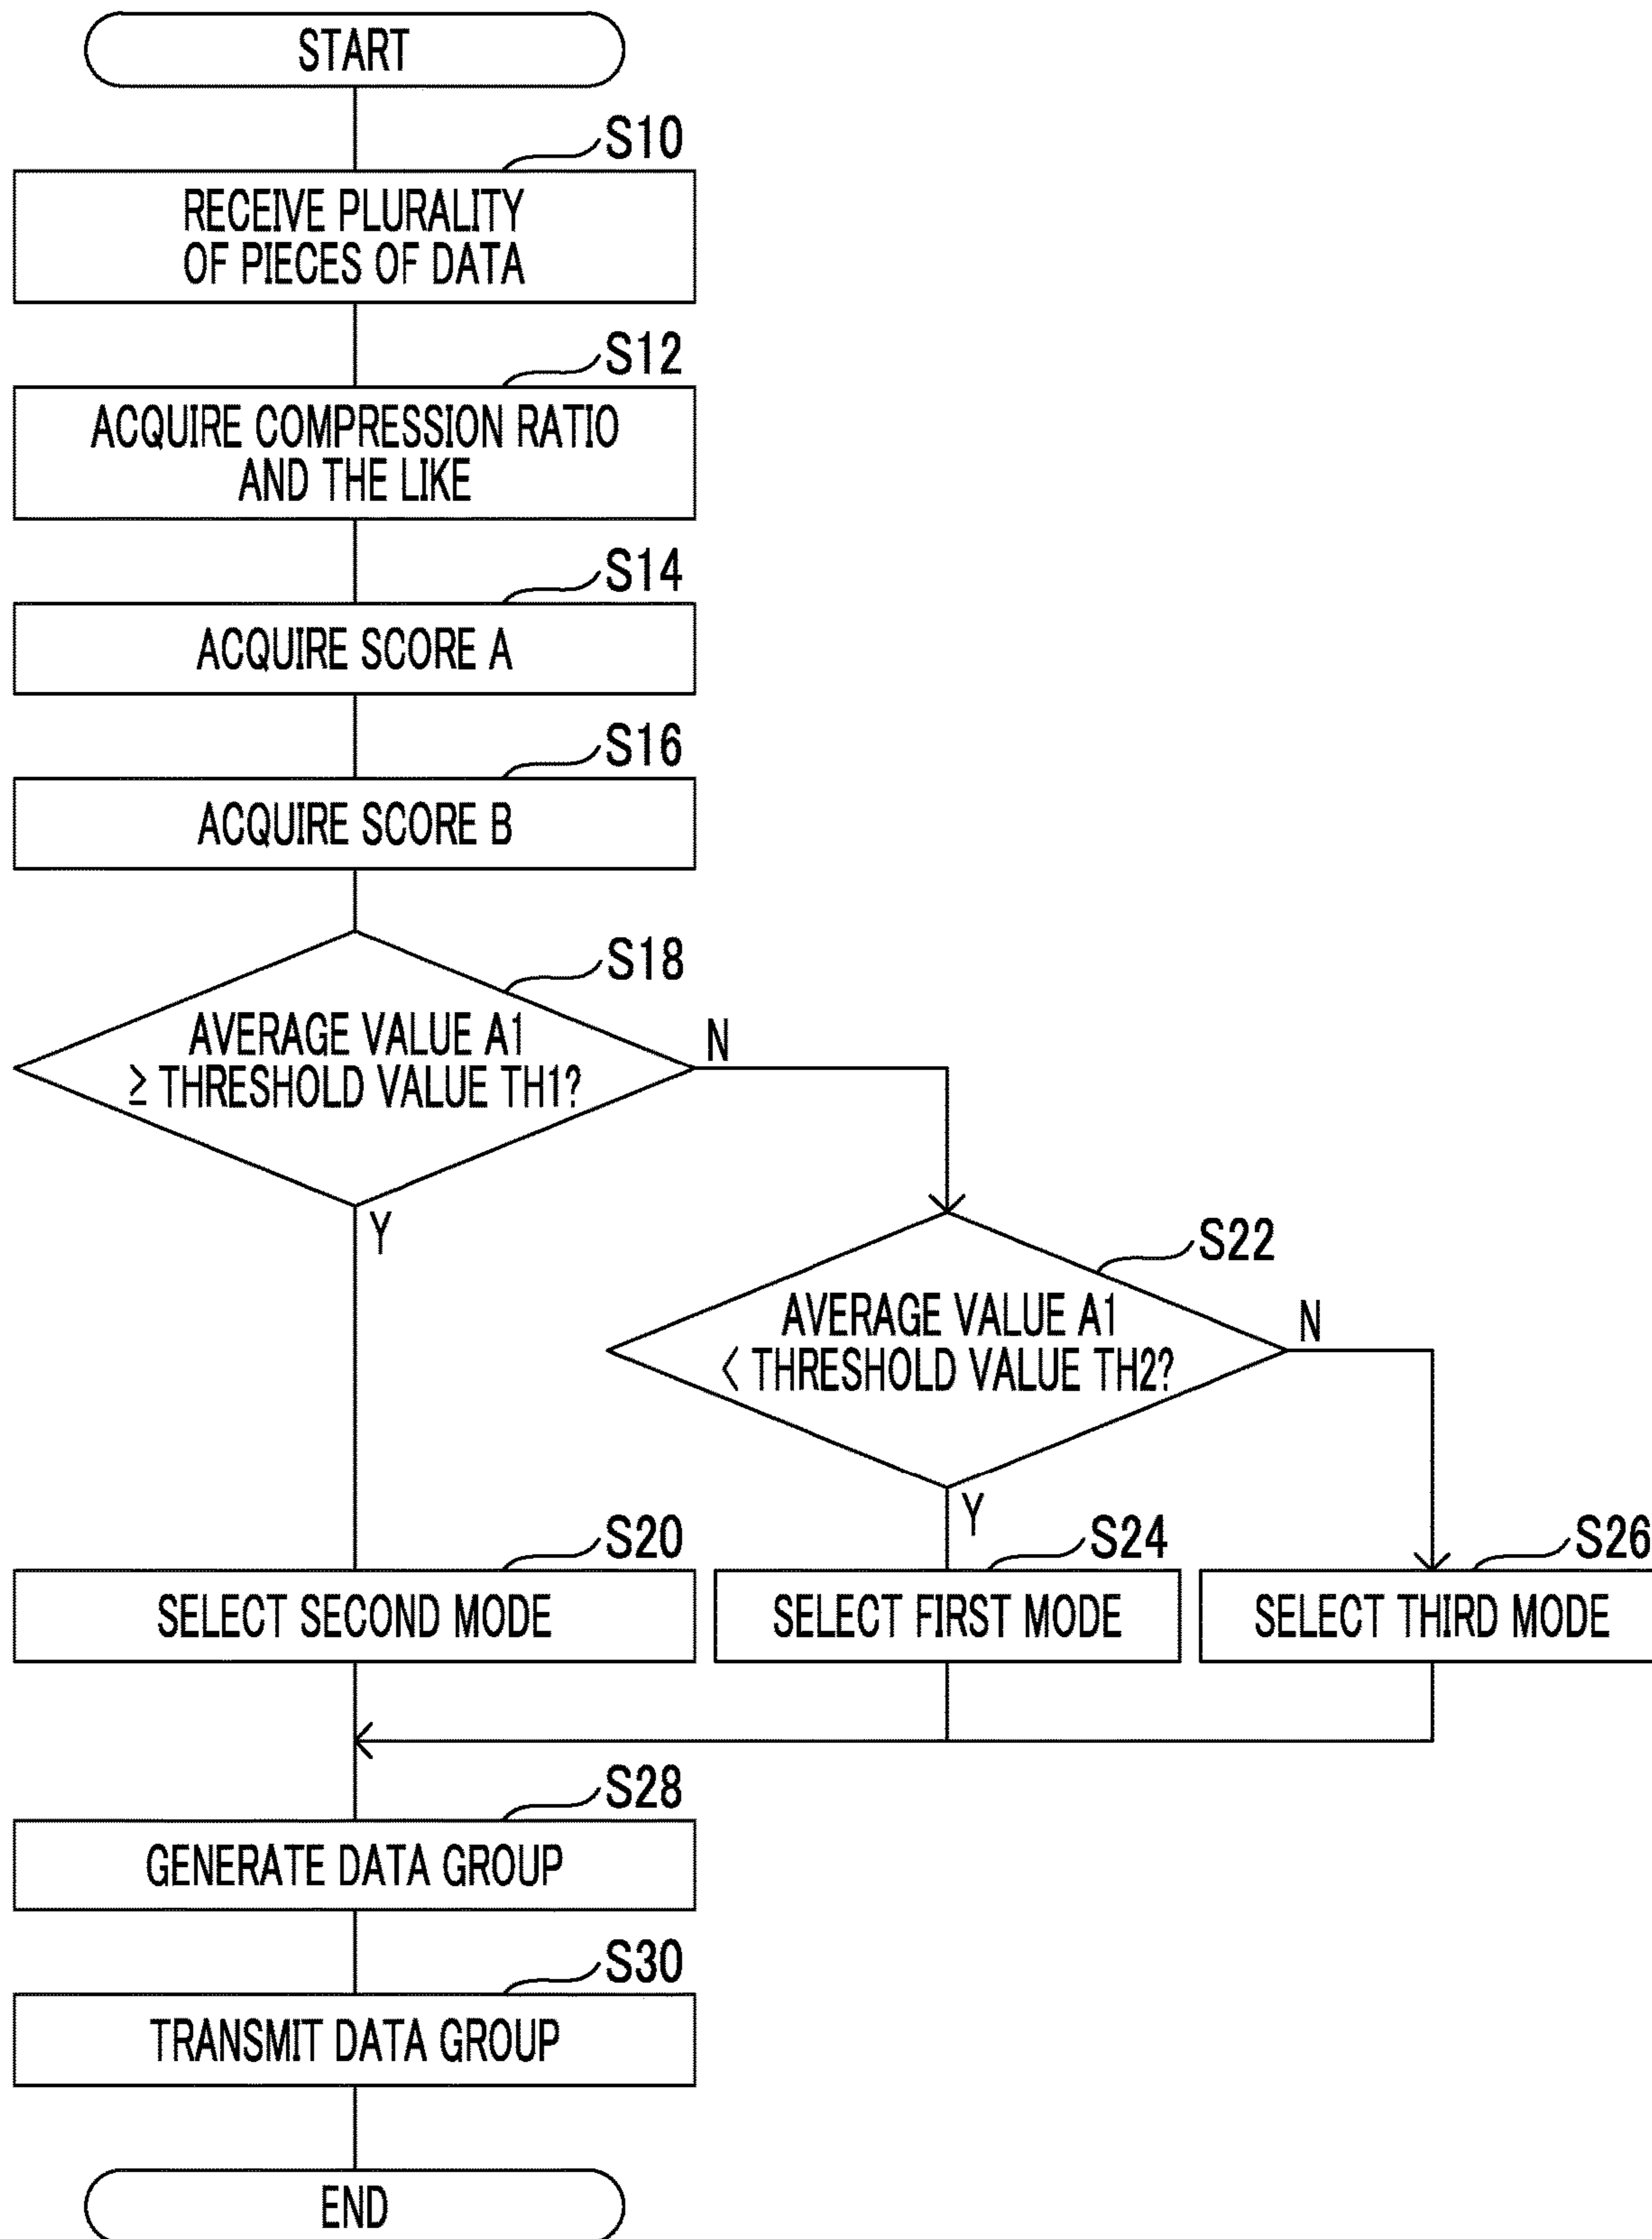 START
S10
RECEIVE PLURALITY
OF PIECES OF DATA
S12
ACQUIRE COMPRESSION RATIO
AND THE LIKE
S14
ACQUIRE SCORE A
S16
ACQUIRE SCORE B
S18
AVERAGE VALUE A1
≥ THRESHOLD VALUE TH1?
N
Y
S22
AVERAGE VALUE A1
< THRESHOLD VALUE TH2?
N
Y
S20
SELECT SECOND MODE
S24
SELECT FIRST MODE
S26
SELECT THIRD MODE
S28
GENERATE DATA GROUP
S30
TRANSMIT DATA GROUP
END